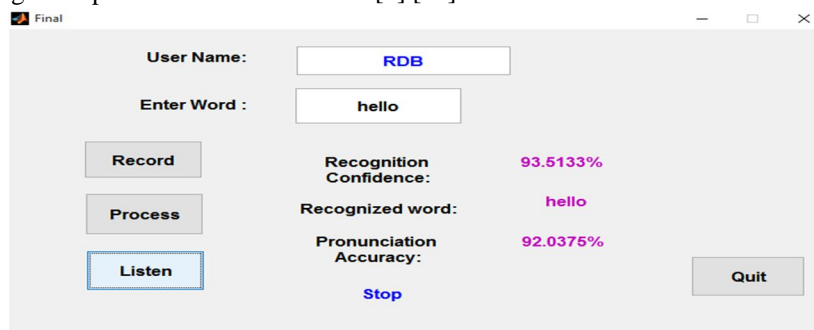 Final
User Name: RDB
Enter Word : hello
Record
Recognition Confidence: 93.5133%
Process
Recognized word: hello
Pronunciation Accuracy: 92.0375%
Listen
Stop
Quit